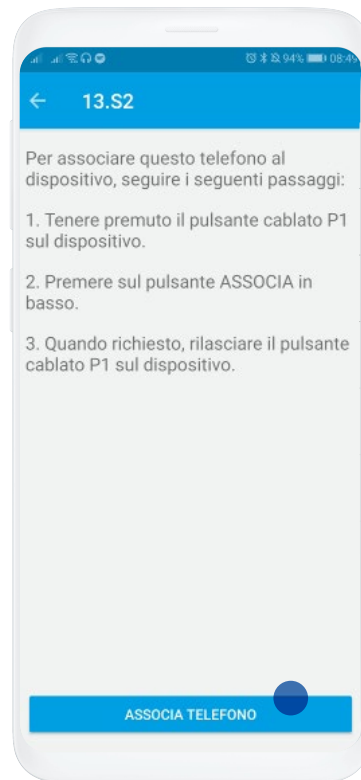 94% 08:49
13.S2
Per associare questo telefono al
dispositivo, seguire i seguenti passaggi:
1. Tenere premuto il pulsante cablato P1
sul dispositivo.
2. Premere sul pulsante ASSOCIA in
basso.
3. Quando richiesto, rilasciare il pulsante
cablato P1 sul dispositivo.
ASSOCIA TELEFONO